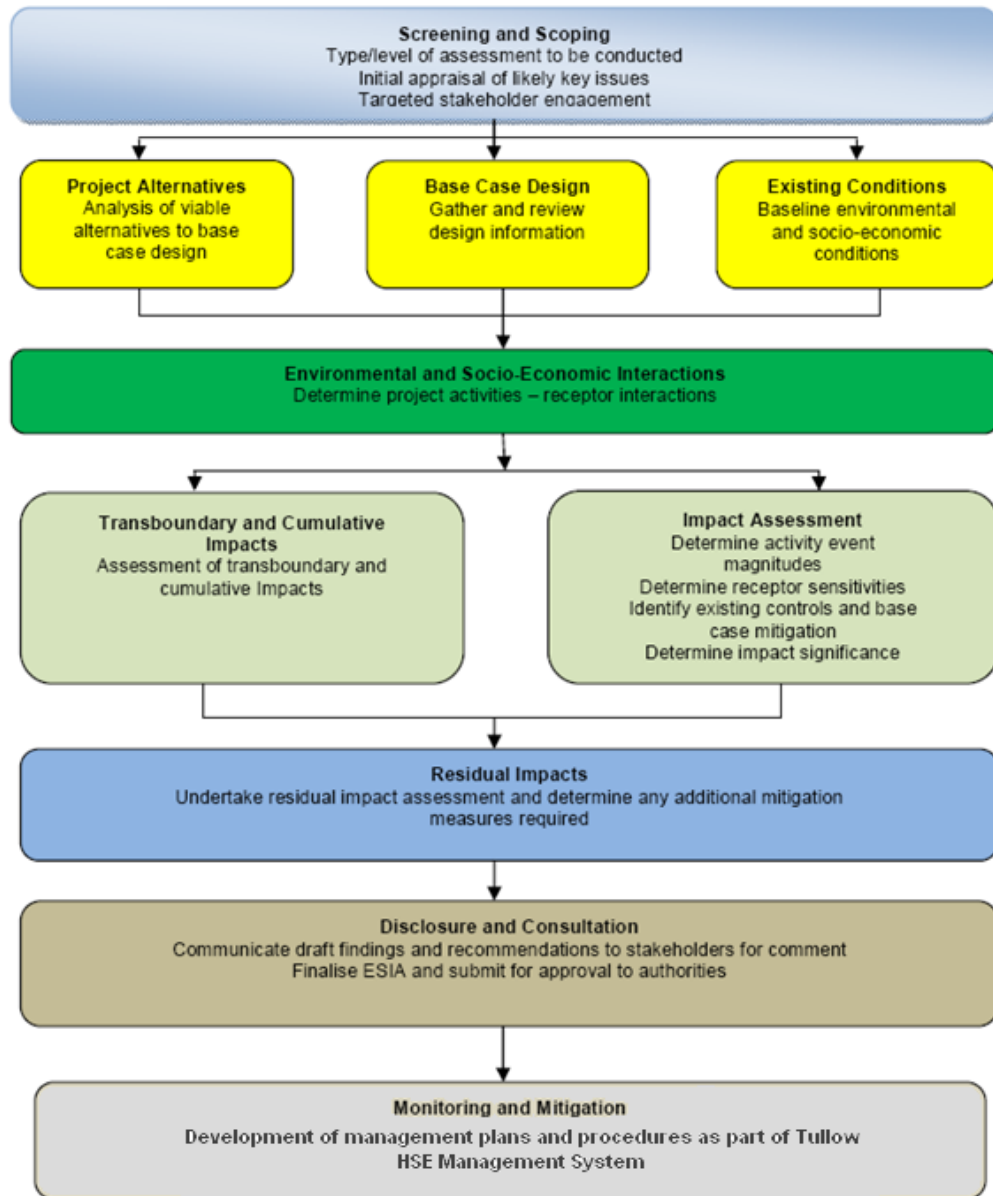 Screening and Scoping
Type/level of assessment to be conducted
Initial appraisal of likely key issues
Targeted stakeholder engagement
Project Alternatives
Analysis of viable
alternatives to base
case design
Base Case Design
Gather and review
design information
Existing Conditions
Baseline environmental
and socio-economic
conditions
Environmental and Socio-Economic Interactions
Determine project activities – receptor interactions
Transboundary and Cumulative
Impacts
Assessment of transboundary and
cumulative Impacts
Impact Assessment
Determine activity event
magnitudes
Determine receptor sensitivities
Identify existing controls and base
case mitigation
Determine impact significance
Residual Impacts
Undertake residual impact assessment and determine any additional mitigation
measures required
Disclosure and Consultation
Communicate draft findings and recommendations to stakeholders for comment
Finalise ESIA and submit for approval to authorities
Monitoring and Mitigation
Development of management plans and procedures as part of Tullow
HSE Management System